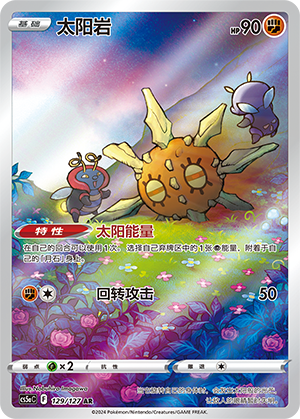 基础 太阳岩 HP 90
特性 太阳能量
在自己的回合可以使用1次。选择自己弃牌区中的1张能量,附着于自
己的[月石]身上。
回转攻击 50
弱点 ×2 抵抗力 撤退
CS5aC F 129/127 AR
©2024 Pokémon/Nintendo/Creatures/GAME FREAK.